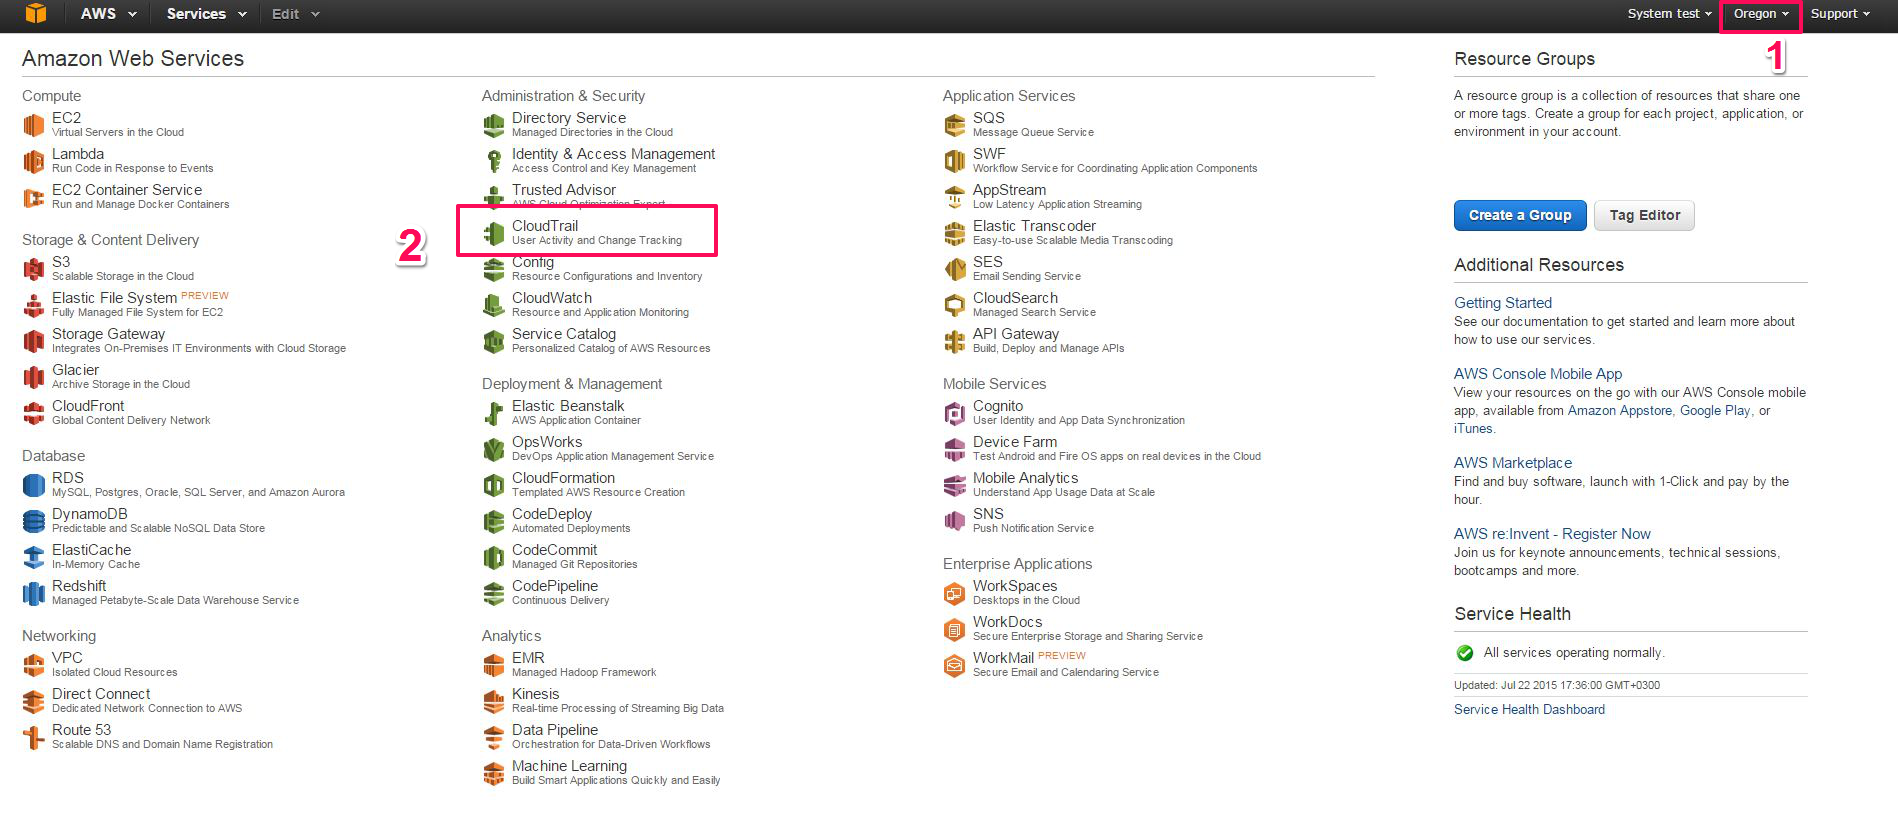 AWS Services Edit System test Oregon Support
1
Amazon Web Services
Compute
EC2
Virtual Servers in the Cloud
Lambda
Run Code in Response to Events
EC2 Container Service
Run and Manage Docker Containers
Storage & Content Delivery
S3
Scalable Storage in the Cloud
Elastic File System PREVIEW
Fully Managed File System for EC2
Storage Gateway
Integrates On-Premises IT Environments with Cloud Storage
Glacier
Archive Storage in the Cloud
CloudFront
Global Content Delivery Network
Database
RDS
MySQL, Postgres, Oracle, SQL Server, and Amazon Aurora
DynamoDB
Predictable and Scalable NoSQL Data Store
ElastiCache
In-Memory Cache
Redshift
Managed Petabyte-Scale Data Warehouse Service
Networking
VPC
Isolated Cloud Resources
Direct Connect
Dedicated Network Connection to AWS
Route 53
Scalable DNS and Domain Name Registration
Administration & Security
Directory Service
Managed Directories in the Cloud
Identity & Access Management
Access Control and Key Management
Trusted Advisor
AWS Cloud Optimization Expert
2
CloudTrail
User Activity and Change Tracking
Config
Resource Configurations and Inventory
CloudWatch
Resource and Application Monitoring
Service Catalog
Personalized Catalog of AWS Resources
Deployment & Management
Elastic Beanstalk
AWS Application Container
OpsWorks
DevOps Application Management Service
CloudFormation
Templated AWS Resource Creation
CodeDeploy
Automated Deployments
CodeCommit
Managed Git Repositories
CodePipeline
Continuous Delivery
Analytics
EMR
Managed Hadoop Framework
Kinesis
Real-time Processing of Streaming Big Data
Data Pipeline
Orchestration for Data-Driven Workflows
Machine Learning
Build Smart Applications Quickly and Easily
Application Services
SQS
Message Queue Service
SWF
Workflow Service for Coordinating Application Components
AppStream
Low Latency Application Streaming
Elastic Transcoder
Easy-to-use Scalable Media Transcoding
SES
Email Sending Service
CloudSearch
Managed Search Service
API Gateway
Build, Deploy and Manage APIs
Mobile Services
Cognito
User Identity and App Data Synchronization
Device Farm
Test Android and Fire OS apps on real devices in the Cloud
Mobile Analytics
Understand App Usage Data at Scale
SNS
Push Notification Service
Enterprise Applications
WorkSpaces
Desktops in the Cloud
WorkDocs
Secure Enterprise Storage and Sharing Service
WorkMail PREVIEW
Secure Email and Calendaring Service
Resource Groups
A resource group is a collection of resources that share one
or more tags. Create a group for each project, application, or
environment in your account.
Create a Group Tag Editor
Additional Resources
Getting Started
See our documentation to get started and learn more about
how to use our services.
AWS Console Mobile App
View your resources on the go with our AWS Console mobile
app, available from Amazon Appstore, Google Play, or
iTunes.
AWS Marketplace
Find and buy software, launch with 1-Click and pay by the
hour.
AWS re:Invent - Register Now
Join us for keynote announcements, technical sessions,
bootcamps and more.
Service Health
All services operating normally.
Updated: Jul 22 2015 17:36:00 GMT+0300
Service Health Dashboard